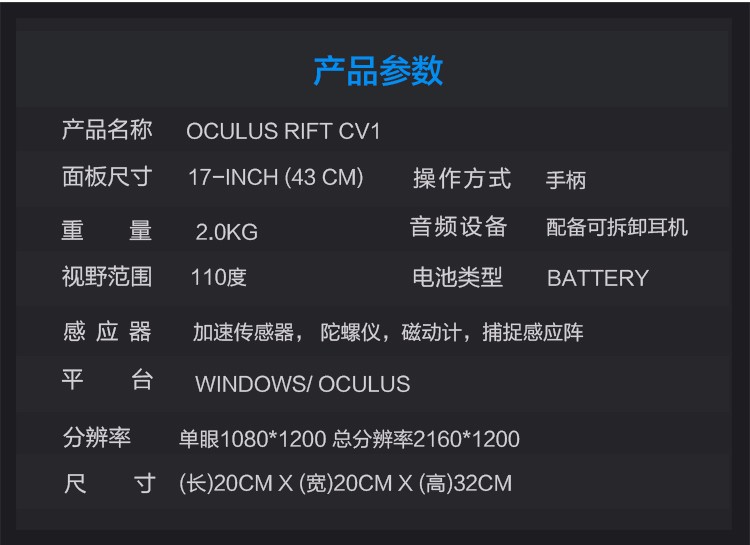 产品参数
产品名称 OCULUS RIFT CV1
面板尺寸 17-INCH (43 CM) 操作方式 手柄
重 量 2.0KG 音频设备 配备可拆卸耳机
视野范围 110度 电池类型 BATTERY
感 应 器 加速传感器， 陀螺仪，磁动计，捕捉感应阵
平 台 WINDOWS/ OCULUS
分辨率 单眼1080*1200 总分辨率2160*1200
尺 寸 (长)20CM X (宽)20CM X (高)32CM